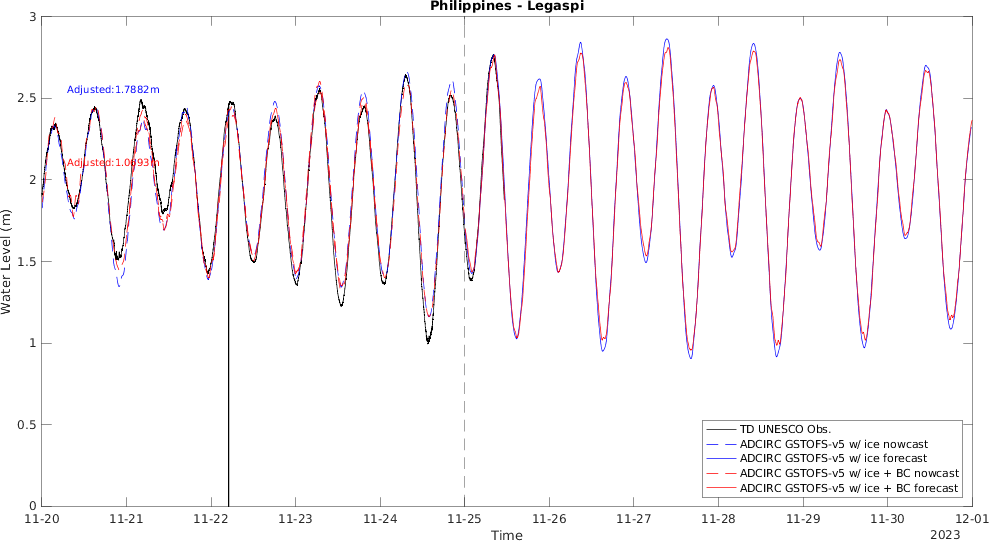 Philippines - Legaspi
3
2.5
2
1.5
1
0.5
0
Water Level (m)
Adjusted:1.7882m
11-20
11-21
11-22
11-23
11-24
11-25
11-26
11-27
11-28
11-29
11-30
12-01
Time
2023
TD UNESCO Obs.
ADCIRC GSTOFS-v5 w/ ice nowcast
ADCIRC GSTOFS-v5 w/ ice forecast
ADCIRC GSTOFS-v5 w/ ice + BC nowcast
ADCIRC GSTOFS-v5 w/ ice + BC forecast